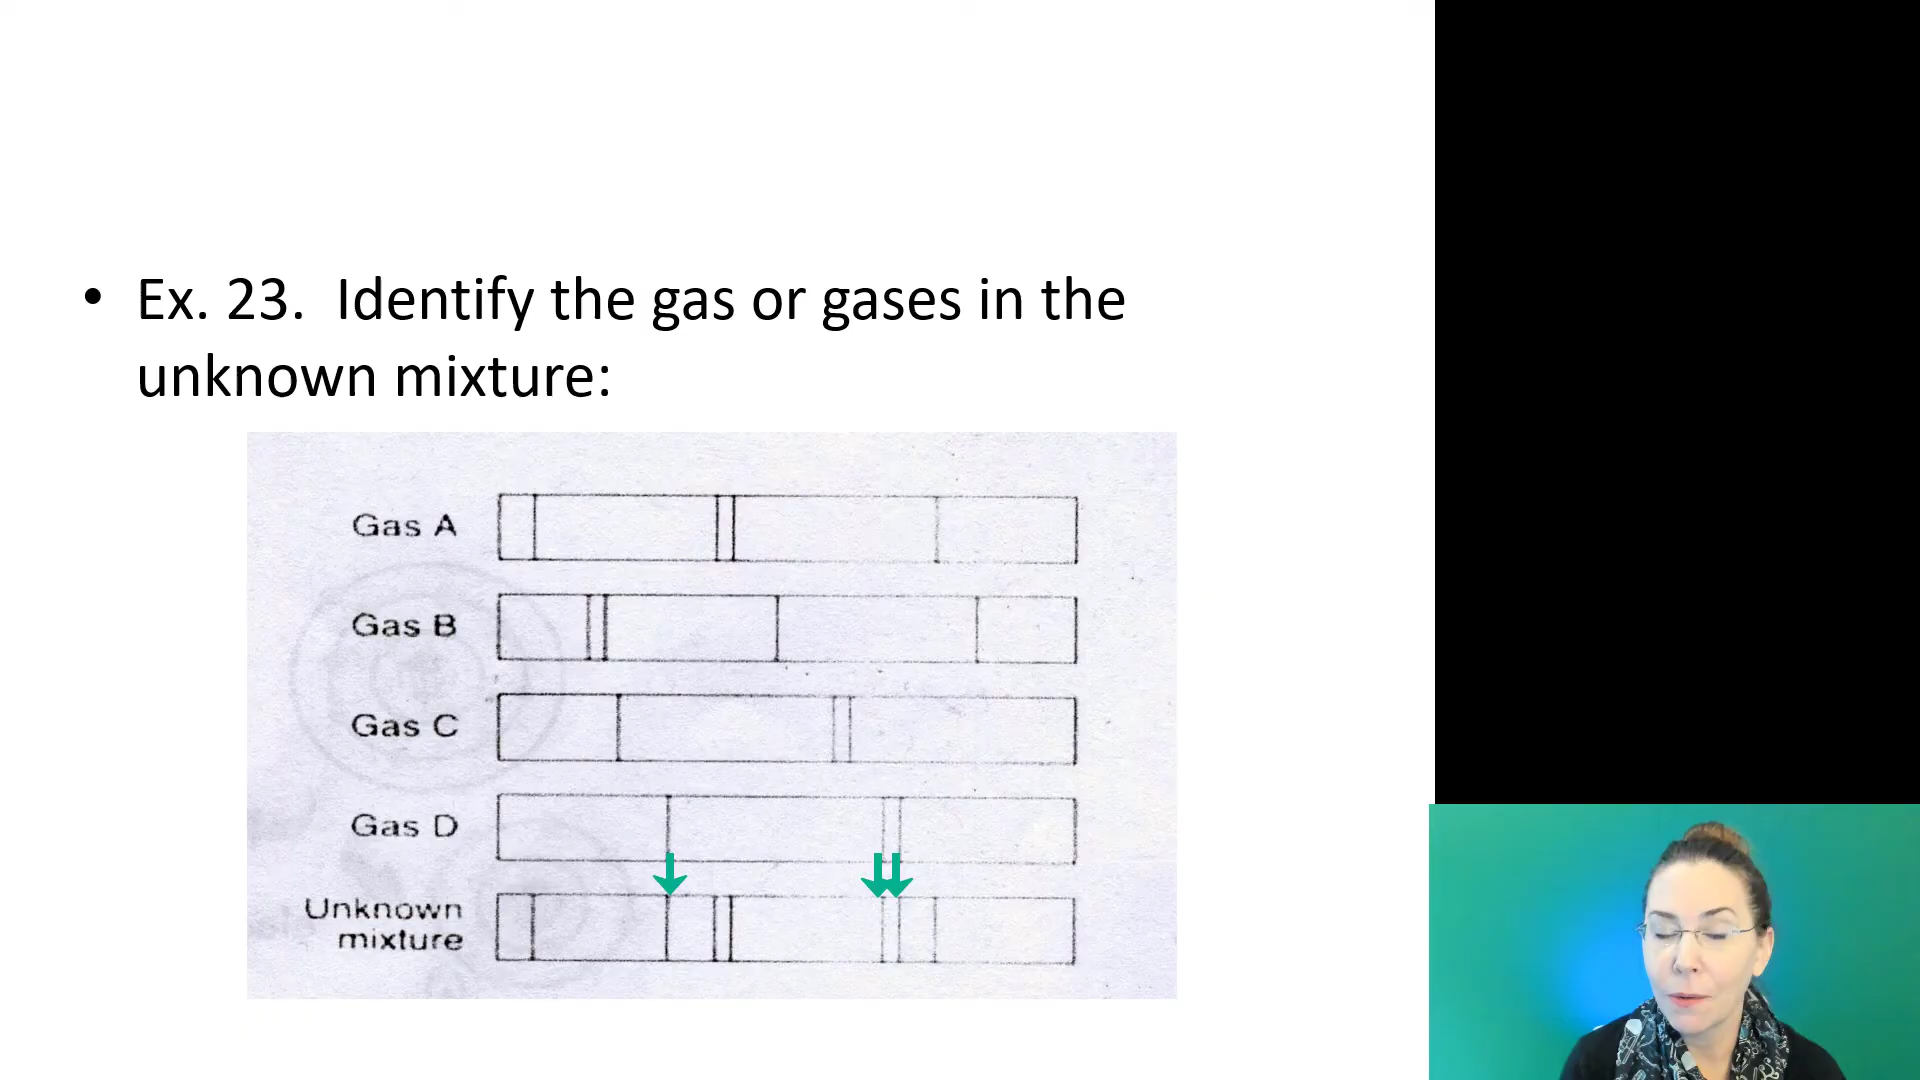 • Ex. 23. Identify the gas or gases in the
unknown mixture:
Gas A
Gas B
Gas C
Gas D
Unknown
mixture